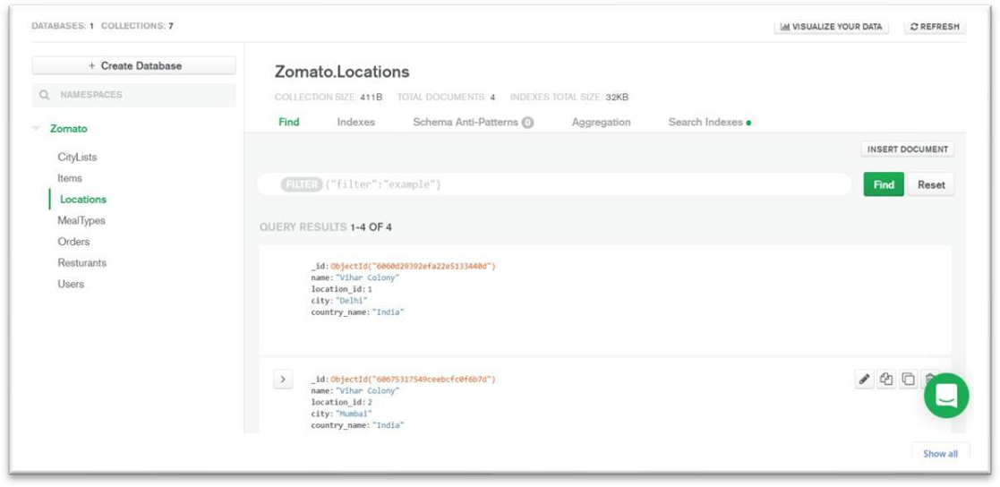 DATABASES: 1 COLLECTIONS: 7
VISUALIZE YOUR DATA
REFRESH
+ Create Database
NAMESPACES
Zomato
CityLists
Items
Locations
MealTypes
Orders
Resturants
Users
Zomato.Locations
COLLECTION SIZE: 411B TOTAL DOCUMENTS: 4 INDEXES TOTAL SIZE: 32KB
Find Indexes Schema Anti-Patterns 0 Aggregation Search Indexes
INSERT DOCUMENT
FILTER {"filter":"example"}
Find Reset
QUERY RESULTS 1-4 OF 4
_id: ObjectId("6060d29392efa22e5133440d")
name: "Vihar Colony"
location_id: 1
city: "Delhi"
country_name: "India"
_id: ObjectId("60675317549ceebcfc0f6b7d")
name: "Vihar Colony"
location_id: 2
city: "Mumbai"
country_name: "India"
Show all